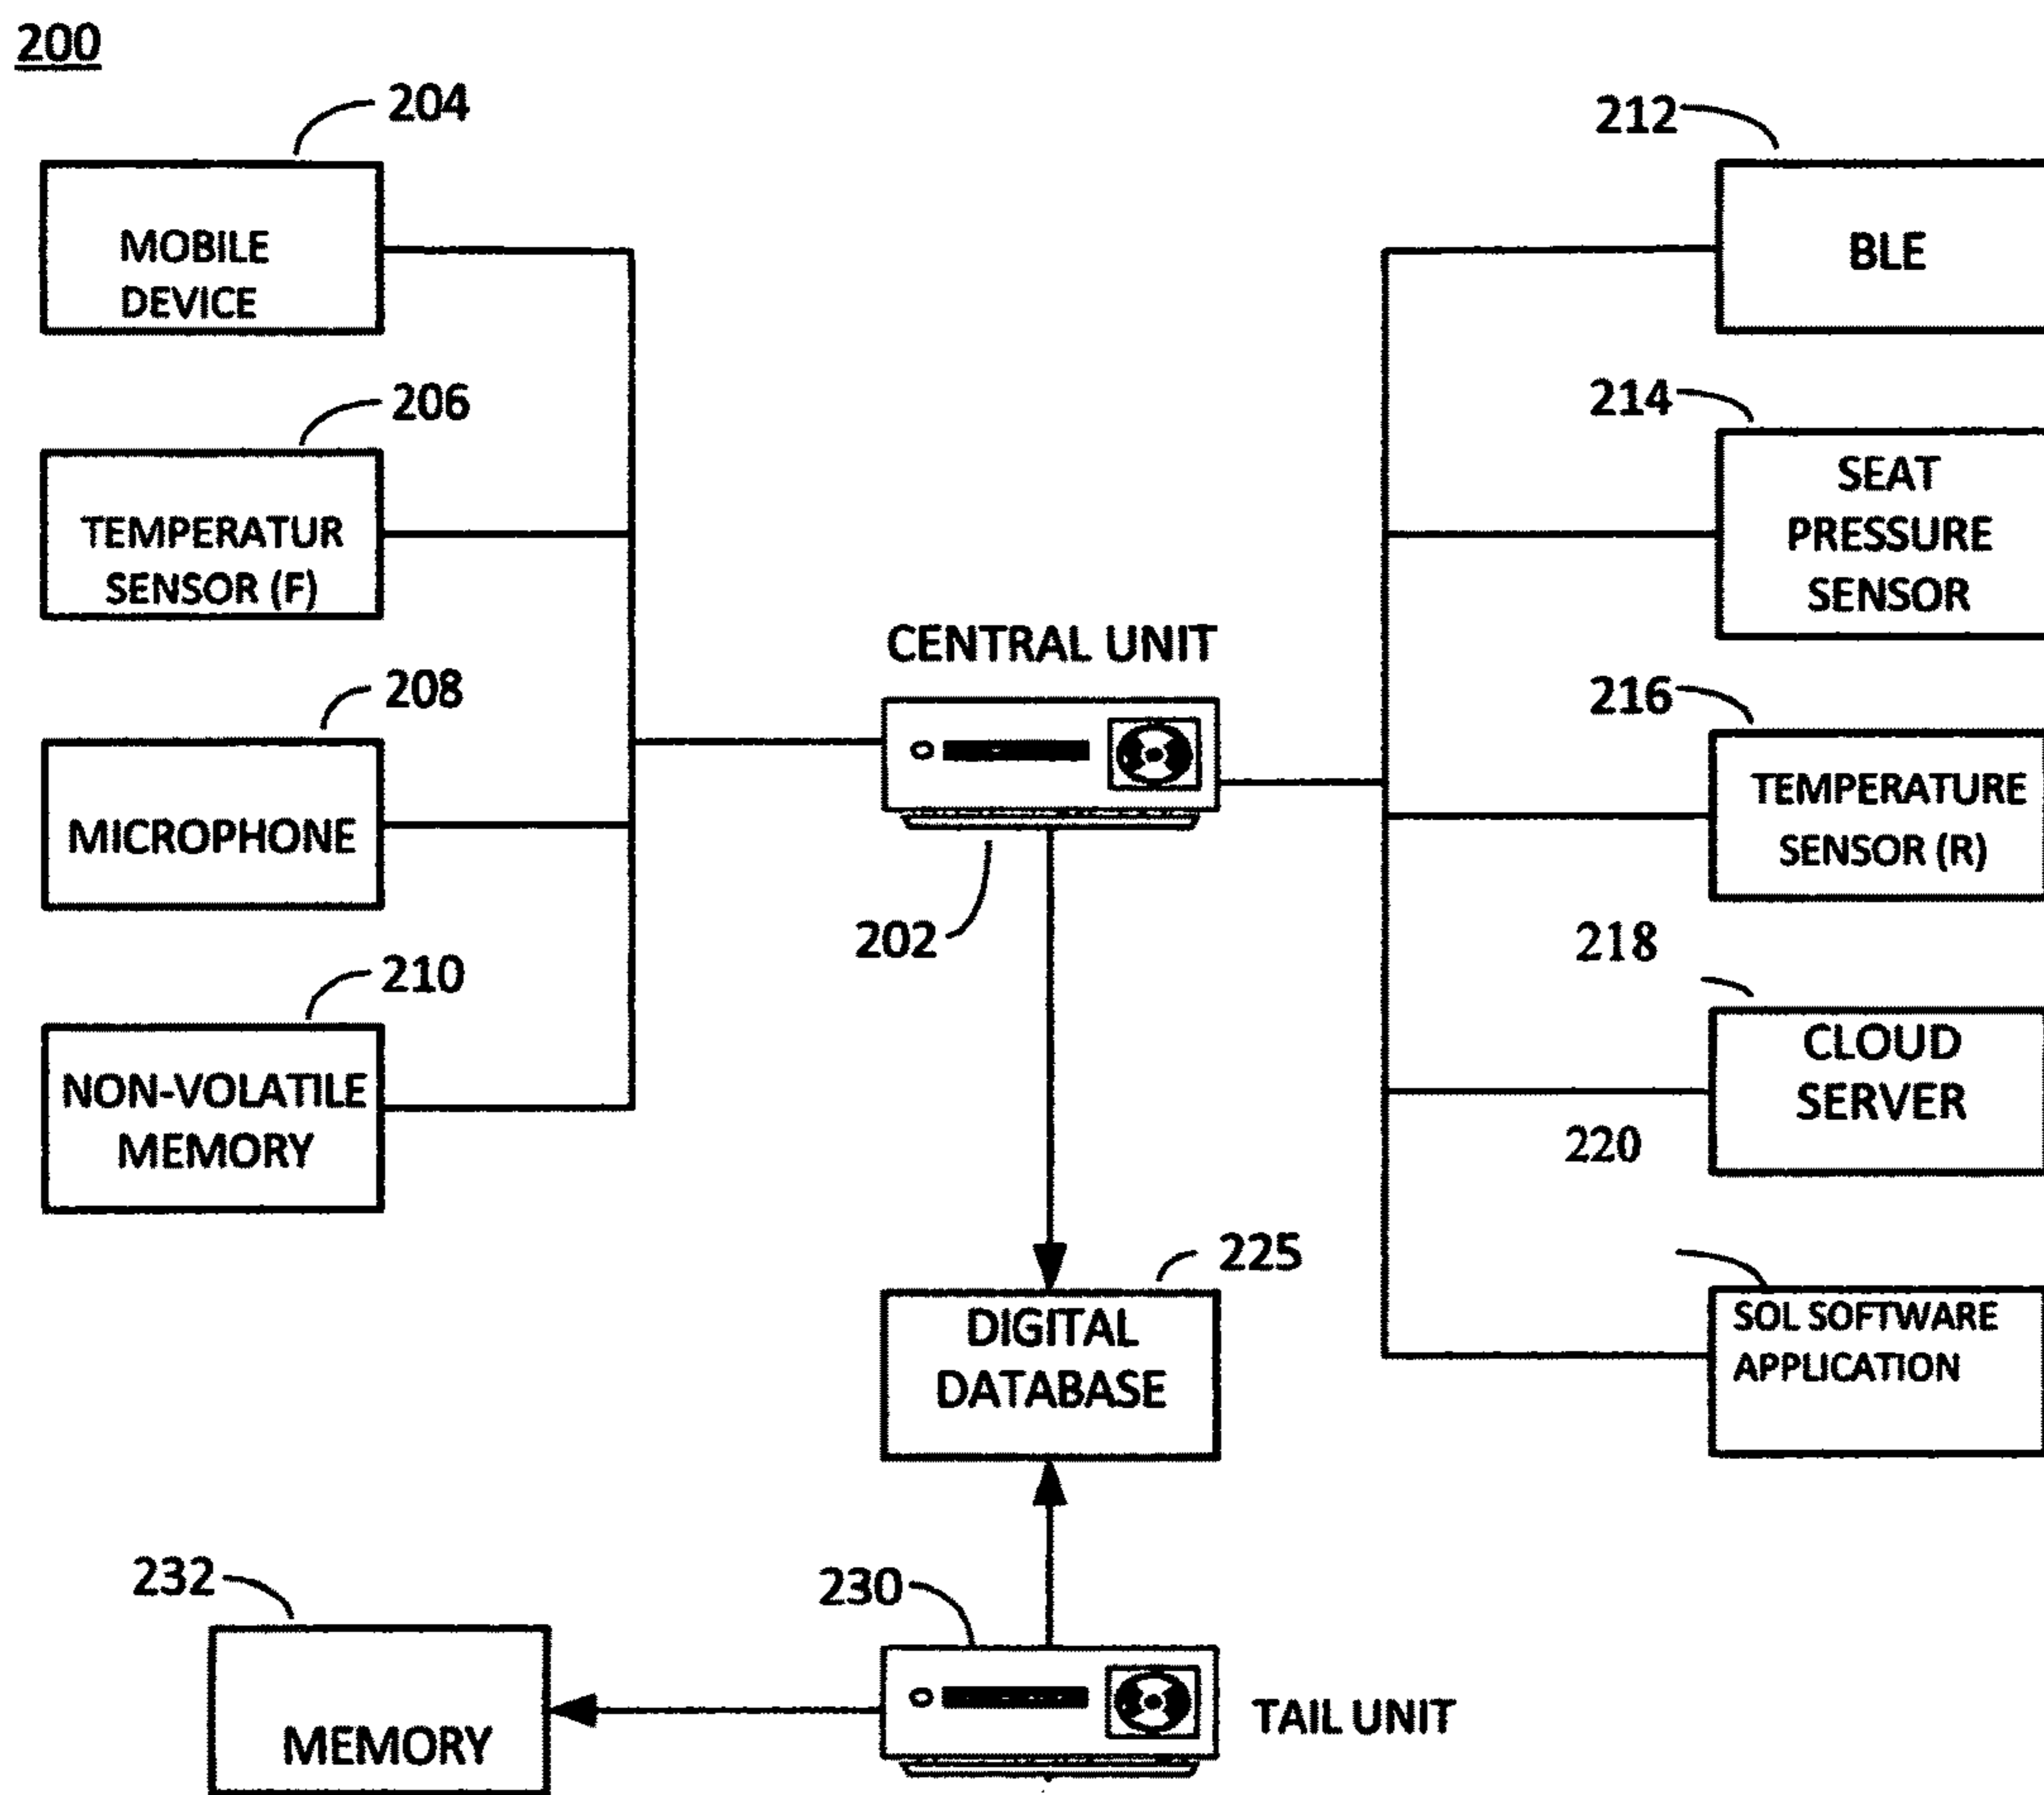 200
204
MOBILE
DEVICE
206
TEMPERATUR
SENSOR (F)
208
MICROPHONE
210
NON-VOLATILE
MEMORY
CENTRAL UNIT
202
212
BLE
214
SEAT
PRESSURE
SENSOR
216
TEMPERATURE
SENSOR (R)
218
CLOUD
SERVER
220
SOL SOFTWARE
APPLICATION
225
DIGITAL
DATABASE
232
MEMORY
230
TAIL UNIT